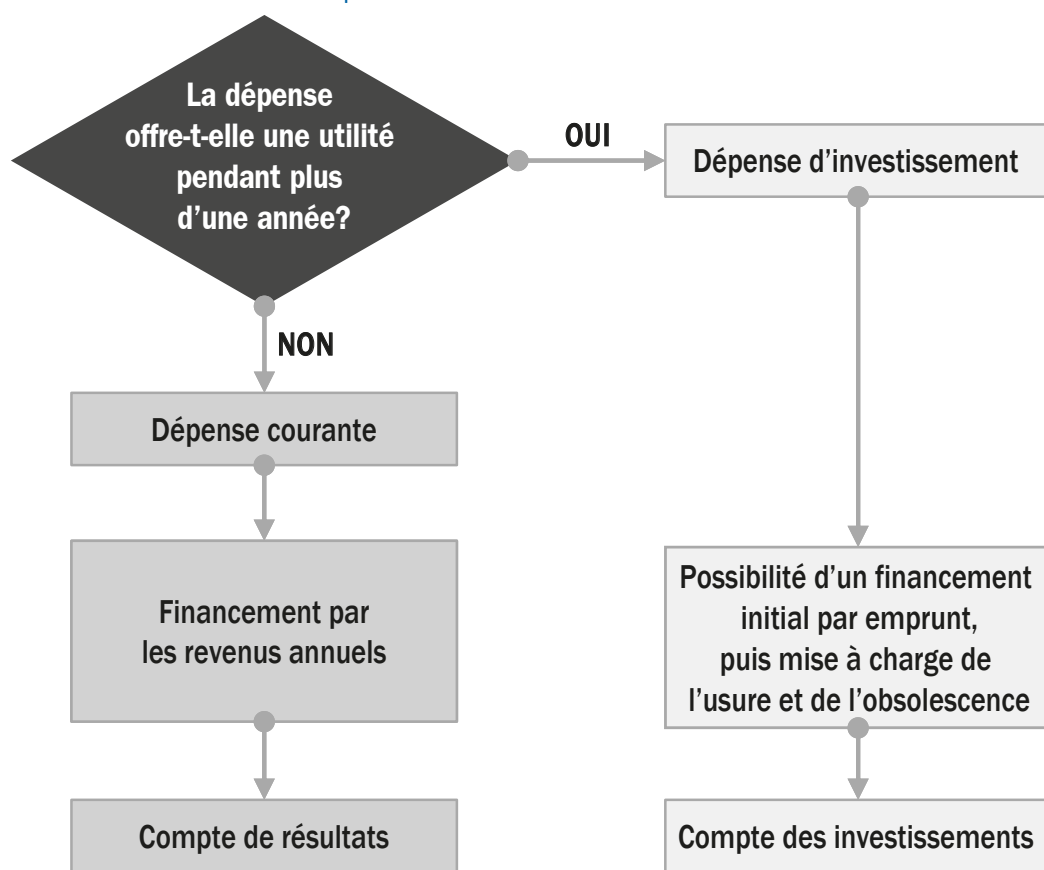 La dépense
offre-t-elle une utilité
pendant plus
d'une année?
OUI
Dépense d'investissement
NON
Dépense courante
Financement par
les revenus annuels
Possibilité d'un financement
initial par emprunt,
puis mise à charge de
l'usure et de l'obsolescence
Compte de résultats
Compte des investissements